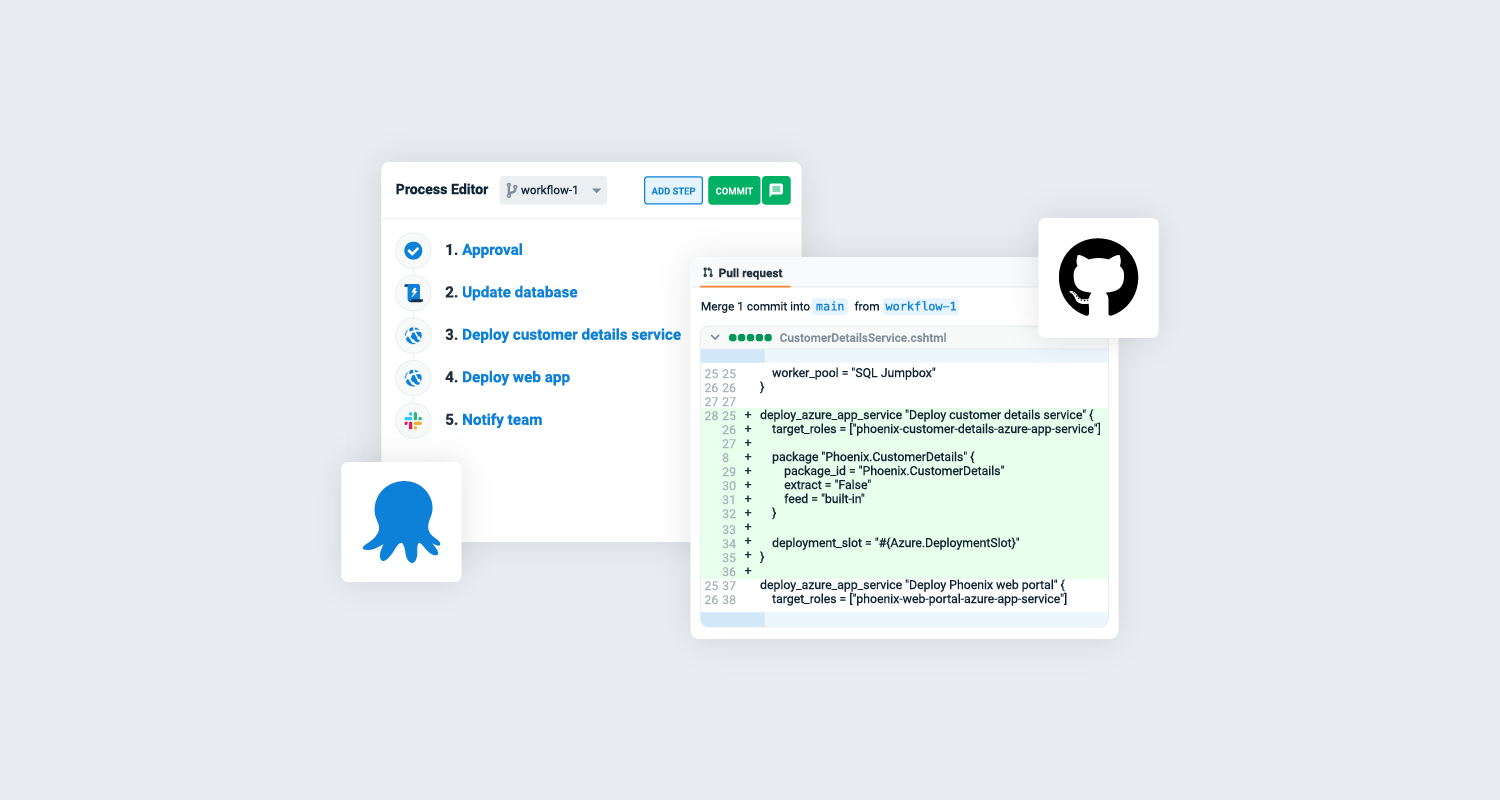 Process Editor workflow-1 ADD STEP COMMIT
1. Approval
2. Update database
3. Deploy customer details service
4. Deploy web app
5. Notify team
Pull request
Merge 1 commit into main from workflow-1
CustomerDetailsService.cshtml
25 25 worker_pool = "SQL Jumpbox"
26 26 }
27 27
28 25 + deploy_azure_app_service "Deploy customer details service" {
26 + target_roles = ["phoenix-customer-details-azure-app-service"]
27 +
8 + package "Phoenix.CustomerDetails" {
29 + package_id = "Phoenix.CustomerDetails"
30 + extract = "False"
31 + feed = "built-in"
32 + }
33 +
34 + deployment_slot = "#{Azure.DeploymentSlot}"
35 + }
36 +
25 37 deploy_azure_app_service "Deploy Phoenix web portal" {
26 38 target_roles = ["phoenix-web-portal-azure-app-service"]